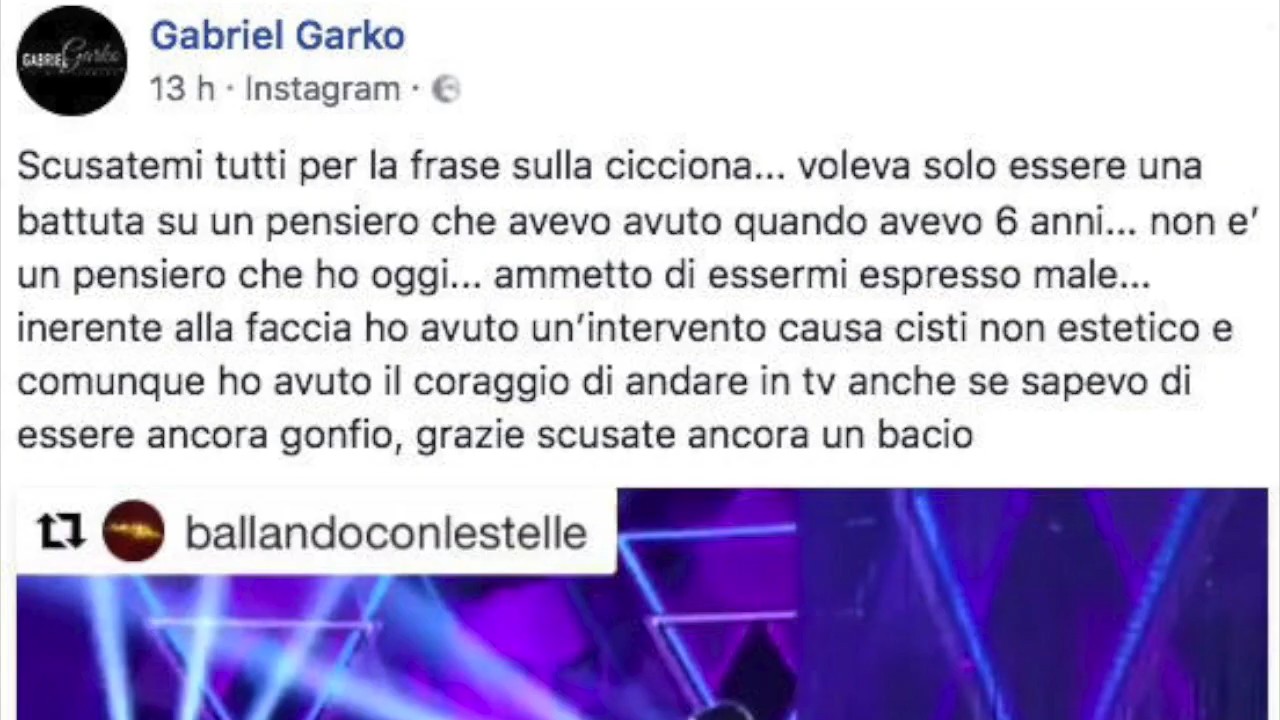 GABRIEL Garko
Gabriel Garko
13 h · Instagram ·
Scusatemi tutti per la frase sulla cicciona... voleva solo essere una
battuta su un pensiero che avevo avuto quando avevo 6 anni... non e’
un pensiero che ho oggi... ammetto di essermi espresso male...
inerente alla faccia ho avuto un’intervento causa cisti non estetico e
comunque ho avuto il coraggio di andare in tv anche se sapevo di
essere ancora gonfio, grazie scusate ancora un bacio
ballandoconlestelle